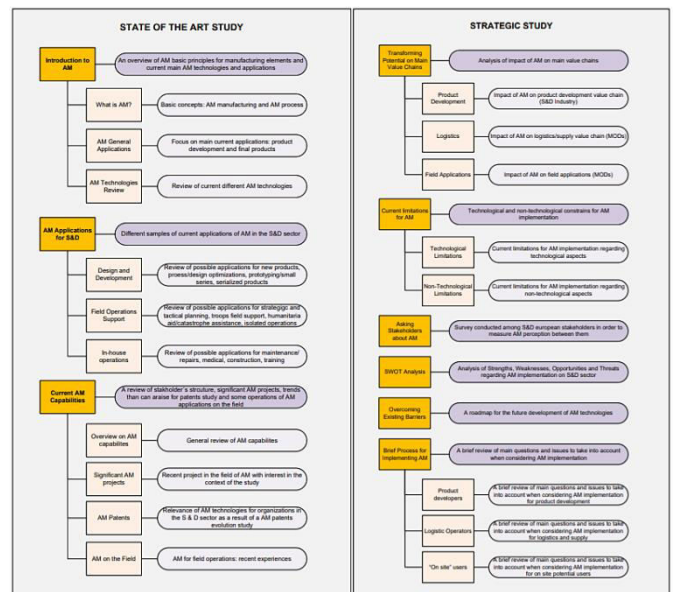 STATE OF THE ART STUDY
Introduction to
AM
An overview of AM basic principles for manufacturing elements and
current main AM technologies and applications
What is AM?
Basic concepts: AM manufacturing and AM process
AM General
Applications
Focus on main current applications: product
development and final products
AM Technologies
Review
Review of current different AM technologies
AM Applications
for S&D
Different samples of current applications of AM in the S&D sector
Design and
Development
Review of possible applications for new products,
proess/design optimizations, prototyping/small
series, serialized products
Field Operations
Support
Review of possible applications for strategigo and
tactical planning, troops field support, humanitaria
aid/catastrophe assistance, isolated operations
In-house
operations
Review of possible applications for maintenance/
repairs, medical, construction, training
Current AM
Capabilities
A review of stakholder's strcuture, significant AM projects, trends
than can araise for patents study and some operations of AM
applications on the field
Overview on AM
capabilities
General review of AM capabilites
Significant AM
projects
Recent project in the field of AM with interest in the
context of the study
AM Patents
Relevance of AM technologies for organizations in
the S & D sector as a result of a AM patents
evolution study
AM on the Field
AM for field operations: recent experiences
STRATEGIC STUDY
Transforming
Potential on Main
Value Chains
Analysis of impact of AM on main value chains
Product
Development
Impact of AM on product development value chain
(S&D Industry)
Logistics
Impact of AM on logistics/supply value chain (MODs)
Field Applications
Impact of AM on field applications (MODs)
Current limitations
for AM
Technological and non-technological constrains for AM
implementation
Technological
Limitations
Current limitations for AM implementation regarding
technological aspects
Non-Technological
Limitations
Current limitations for AM implementation regarding
non-technological aspects
Asking
Stakeholders
about AM
Survey conducted among S&D european stakeholders in order to
measure AM perception between them
SWOT Analysis
Analysis of Strengths, Weaknesses, Opportunities and Threats
regarding AM implementation on S&D sector
Overcoming
Existing Barriers
A roadmap for the future development of AM technologies
Brief Process for
Implementing AM
A brief review of main questions and issues to take into account
when considering AM implementation
Product
developers
A brief review of main questions and issues to take
into account when considering AM implementation
for product development
Logistic Operators
A brief review of main questions and issues to take
into account when considering AM implementation
for logistics and supply
"On site" users
A brief review of main questions and issues to take
into account when considering AM implementation
for on site potential users